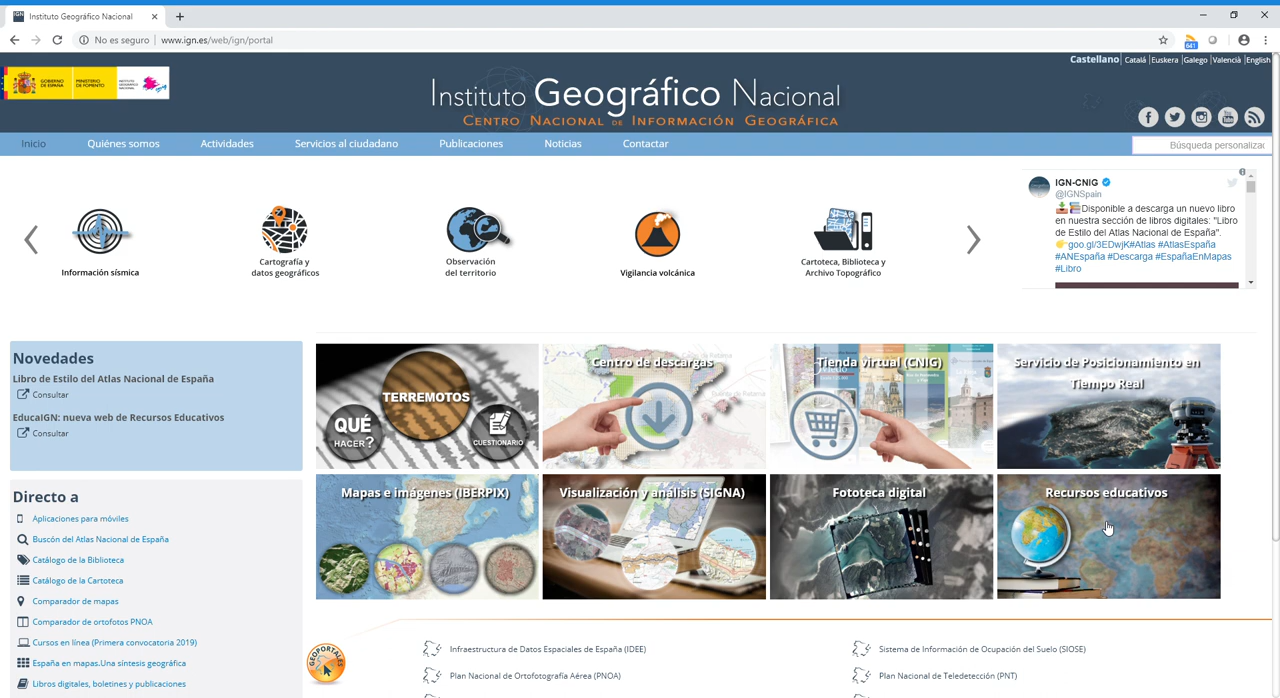 Instituto Geográfico Nacional
No es seguro | www.ign.es/web/ign/portal
641
Castellano | Català | Euskera | Galego | Valencià | English
GOBIERNO DE ESPAÑA
MINISTERIO DE FOMENTO
Instituto Geográfico Nacional
CENTRO NACIONAL DE INFORMACIÓN GEOGRÁFICA
Inicio
Quiénes somos
Actividades
Servicios al ciudadano
Publicaciones
Noticias
Contactar
Búsqueda personalizad
Información sísmica
Cartografía y
datos geográficos
Observación
del territorio
Vigilancia volcánica
Cartoteca, Biblioteca y
Archivo Topográfico
IGN-CNIG
@IGNSpain
Disponible a descarga un nuevo libro
en nuestra sección de libros digitales: "Libro
de Estilo del Atlas Nacional de España".
goo.gl/3EDwjK#Atlas #AtlasEspaña
#ANEspaña #Descarga #EspañaEnMapas
#Libro
Novedades
Libro de Estilo del Atlas Nacional de España
Consultar
EducaIGN: nueva web de Recursos Educativos
Consultar
TERREMOTOS
QUÉ
HACER?
CUESTIONARIO
Centro de descargas
Tienda virtual (CNIG)
Servicio de Posicionamiento en
Tiempo Real
Mapas e imágenes (IBERPIX)
Visualización y análisis (SIGNA)
Fototeca digital
Recursos educativos
Directo a
Aplicaciones para móviles
Buscón del Atlas Nacional de España
Catálogo de la Biblioteca
Catálogo de la Cartoteca
Comparador de mapas
Comparador de ortofotos PNOA
Cursos en línea (Primera convocatoria 2019)
España en mapas.Una síntesis geográfica
Libros digitales, boletines y publicaciones
GEOPORTALES
Infraestructura de Datos Espaciales de España (IDEE)
Sistema de Información de Ocupación del Suelo (SIOSE)
Plan Nacional de Ortofotografía Aérea (PNOA)
Plan Nacional de Teledetección (PNT)